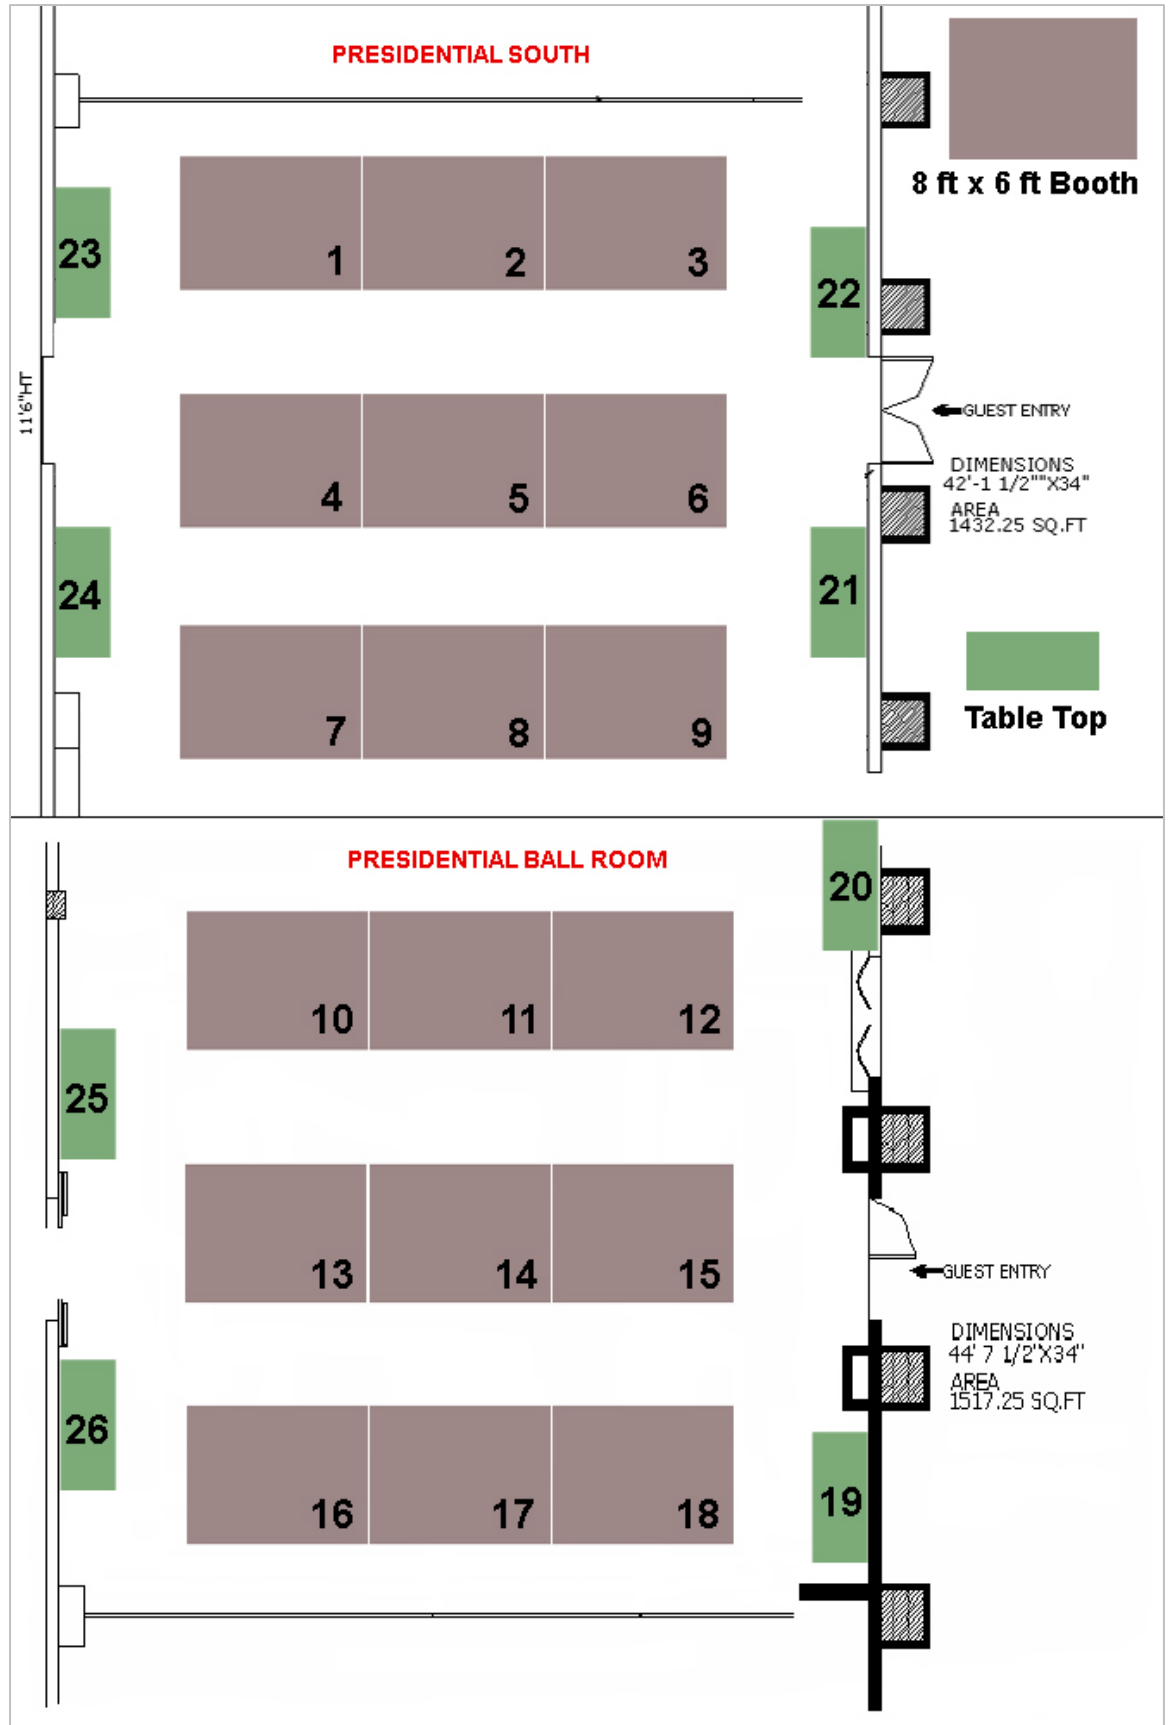 PRESIDENTIAL SOUTH
8 ft x 6 ft Booth
23
1
2
3
22
11'6"HT
GUEST ENTRY
DIMENSIONS
42'-1 1/2""X34"
AREA
1432.25 SQ.FT
4
5
6
24
21
Table Top
7
8
9
PRESIDENTIAL BALL ROOM
20
10
11
12
25
13
14
15
GUEST ENTRY
DIMENSIONS
44' 7 1/2'X34"
AREA
1517.25 SQ.FT
26
16
17
18
19